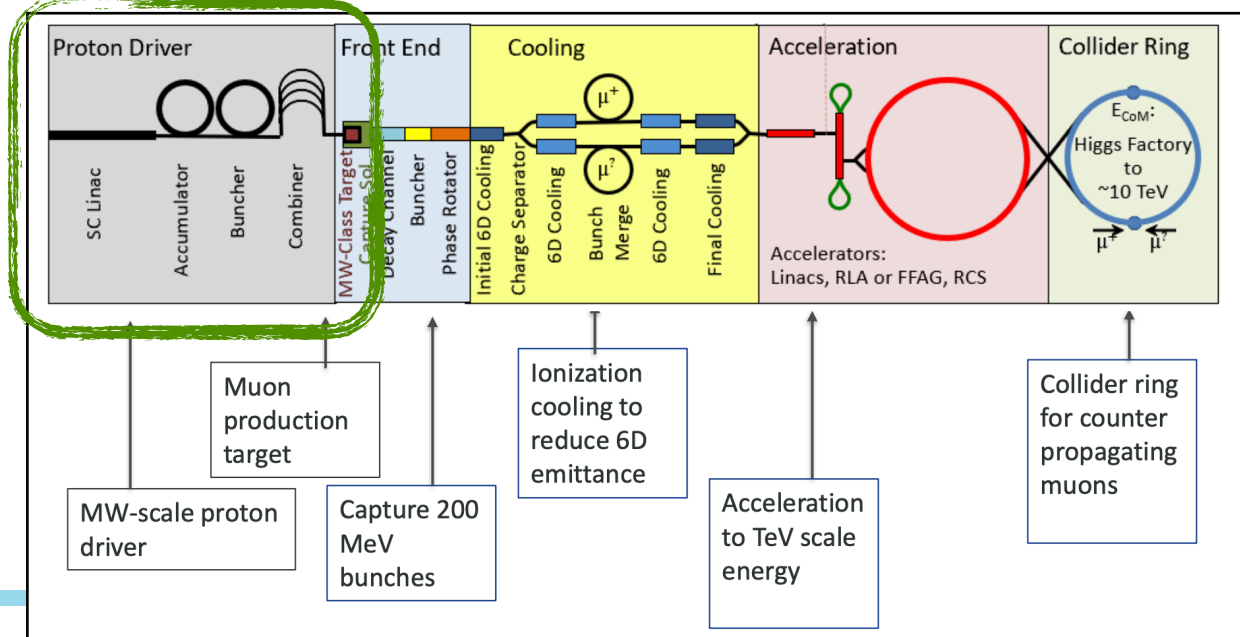 Proton Driver
Front End
Cooling
Acceleration
Collider Ring
SC Linac
Accumulator
Buncher
Combiner
MW-Class Target
Capture Sol.
Decay Channel
Buncher
Phase Rotator
Initial 6D Cooling
Charge Separator
μ+
μ?
6D Cooling
Bunch
Merge
6D Cooling
Final Cooling
Accelerators:
Linacs, RLA or FFAG, RCS
ECoM:
Higgs Factory
to
~10 TeV
μ+
μ?
MW-scale proton
driver
Muon
production
target
Capture 200
MeV
bunches
Ionization
cooling to
reduce 6D
emittance
Acceleration
to TeV scale
energy
Collider ring
for counter
propagating
muons